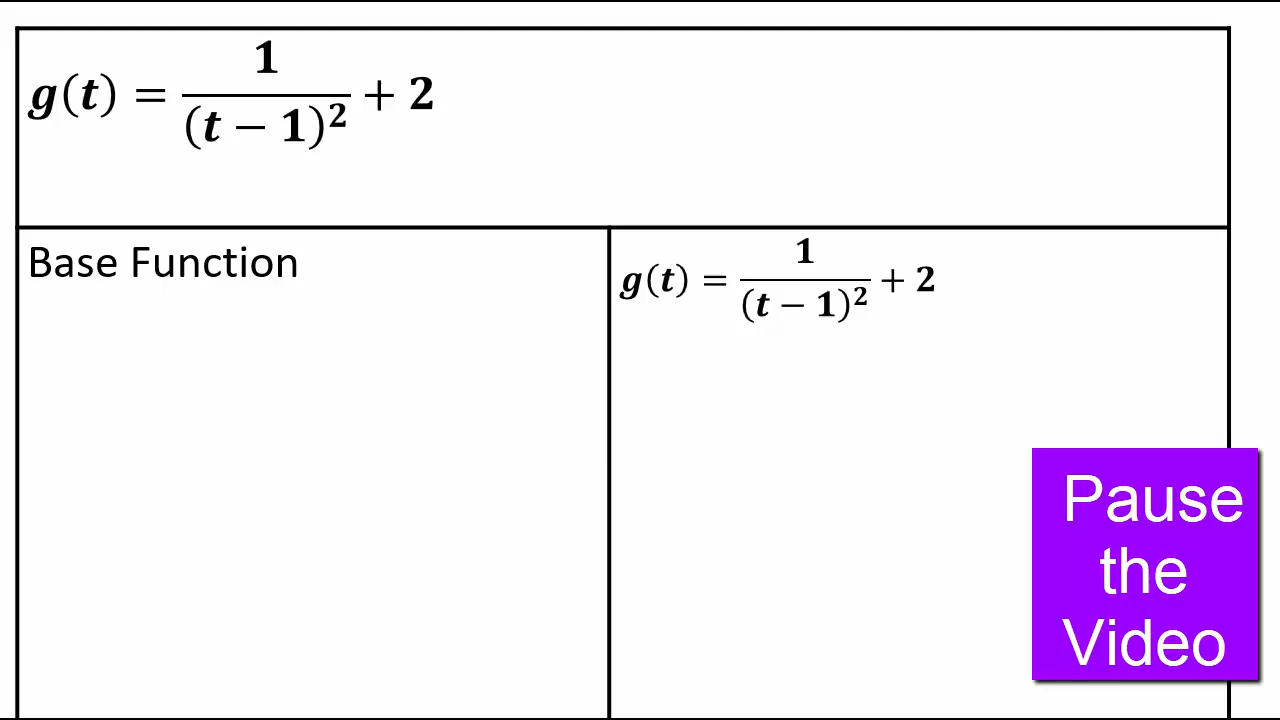 g(t) = 1/(t − 1)² + 2
Base Function
g(t) = 1/(t − 1)² + 2
Pause
the
Video